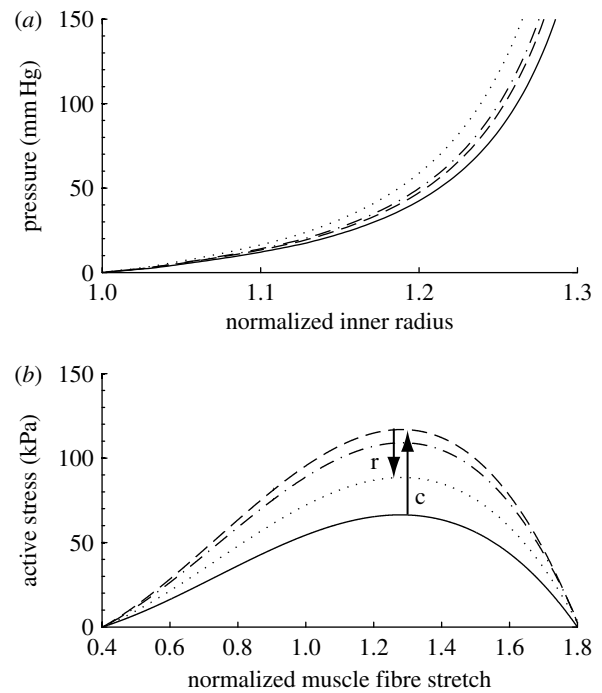 (a)
150
100
50
0
pressure (mm Hg)
1.0 1.1 1.2 1.3
normalized inner radius
(b)
150
100
50
0
active stress (kPa)
r
c
0.4 0.6 0.8 1.0 1.2 1.4 1.6 1.8
normalized muscle fibre stretch